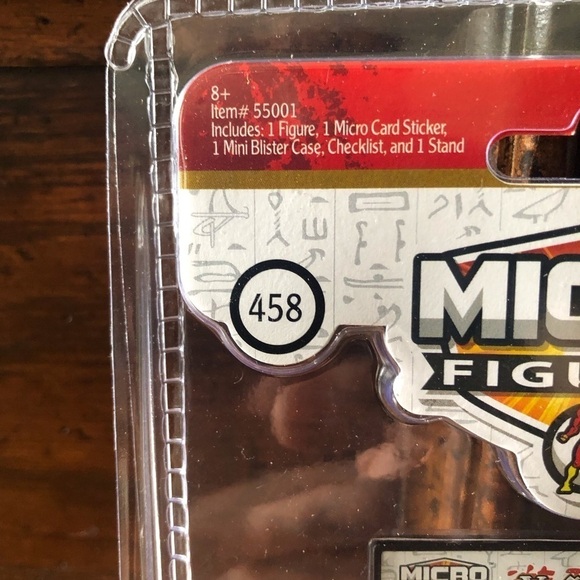 8+
Item# 55001
Includes: 1 Figure, 1 Micro Card Sticker,
1 Mini Blister Case, Checklist, and 1 Stand
458
MIC
FIGU
MICRO